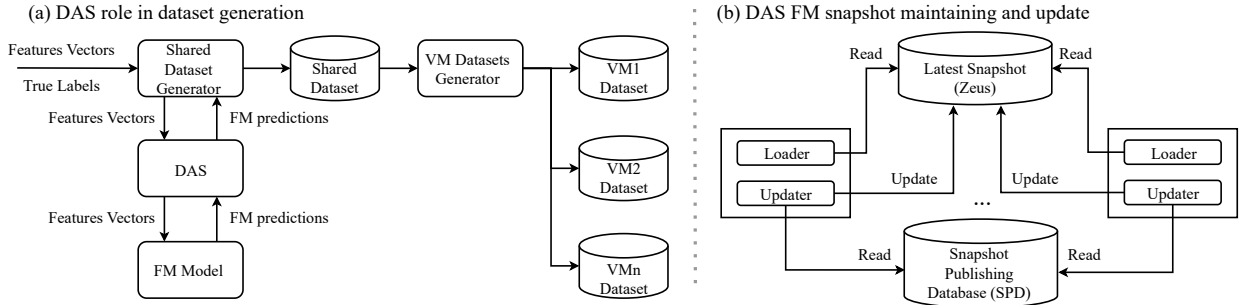 (a) DAS role in dataset generation
Features Vectors
True Labels
Shared
Dataset
Generator
Shared
Dataset
VM Datasets
Generator
VM1
Dataset
Features Vectors
FM predictions
DAS
VM2
Dataset
Features Vectors
FM predictions
FM Model
VMn
Dataset
(b) DAS FM snapshot maintaining and update
Read
Read
Latest Snapshot
(Zeus)
Loader
Updater
Update
Update
...
Loader
Updater
Read
Read
Snapshot
Publishing
Database (SPD)